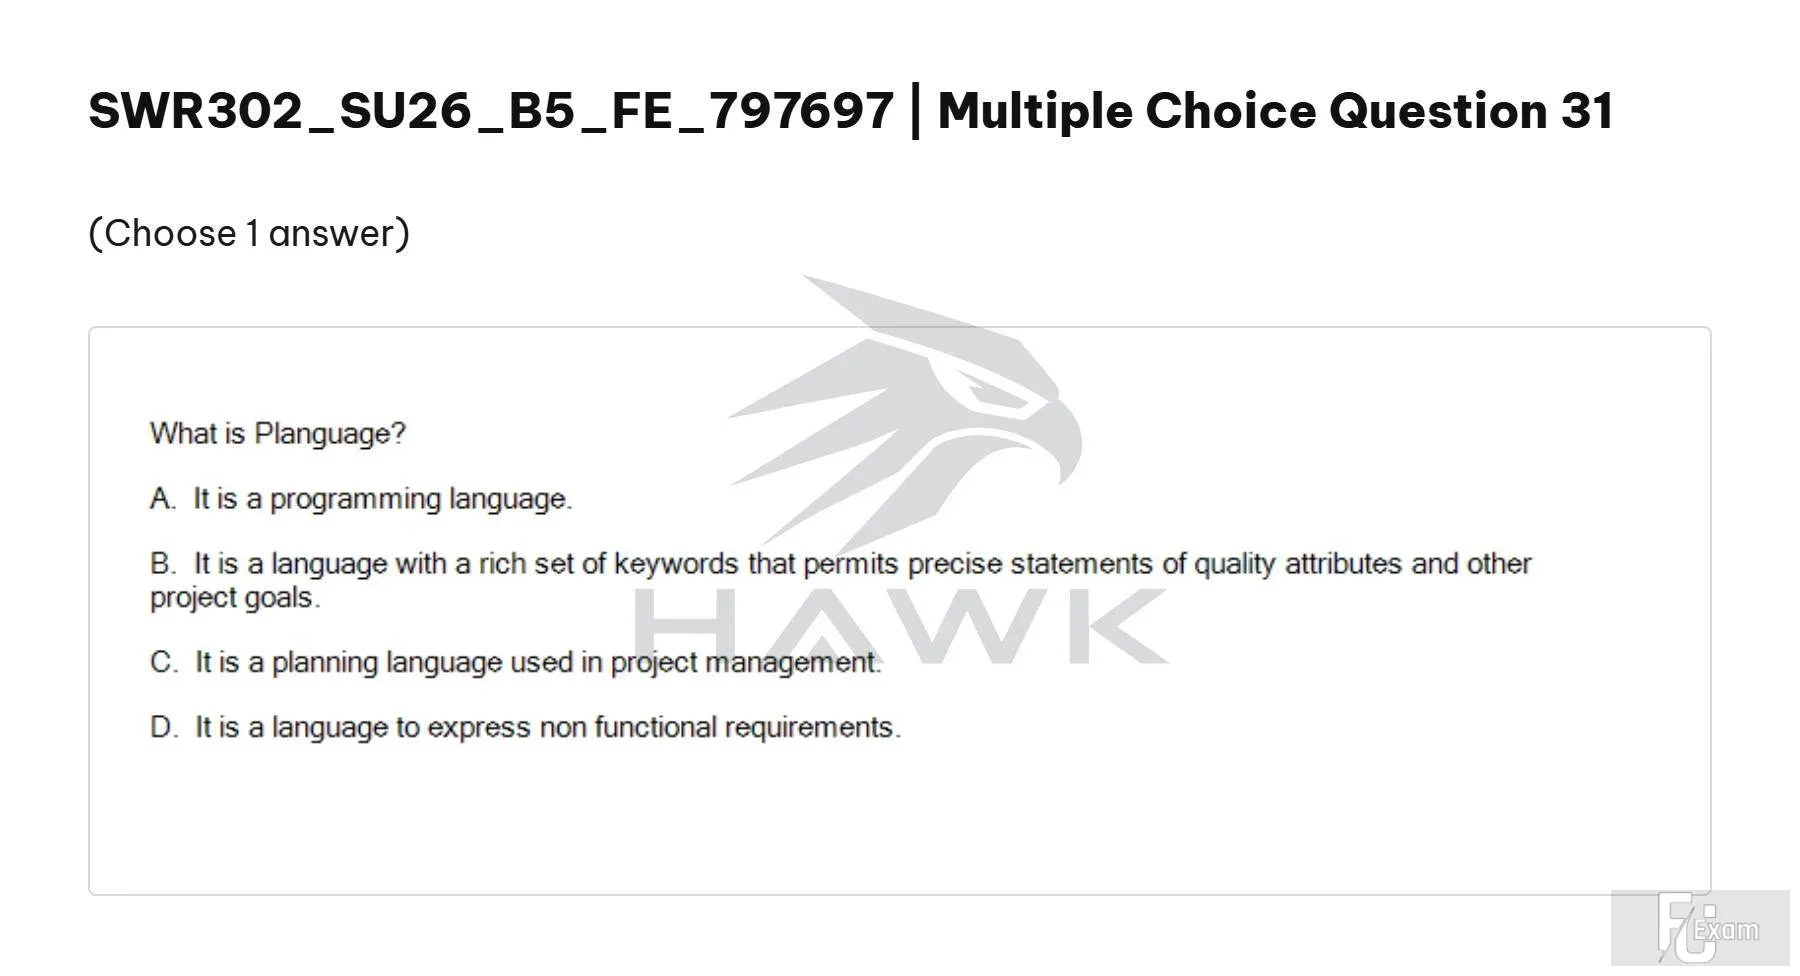 SWR302_SU26_B5_FE_797697 | Multiple Choice Question 31
(Choose 1 answer)
What is Planguage?
A. It is a programming language.
B. It is a language with a rich set of keywords that permits precise statements of quality attributes and other
project goals.
HAWK
C. It is a planning language used in project management.
D. It is a language to express non functional requirements.
FU
Exam